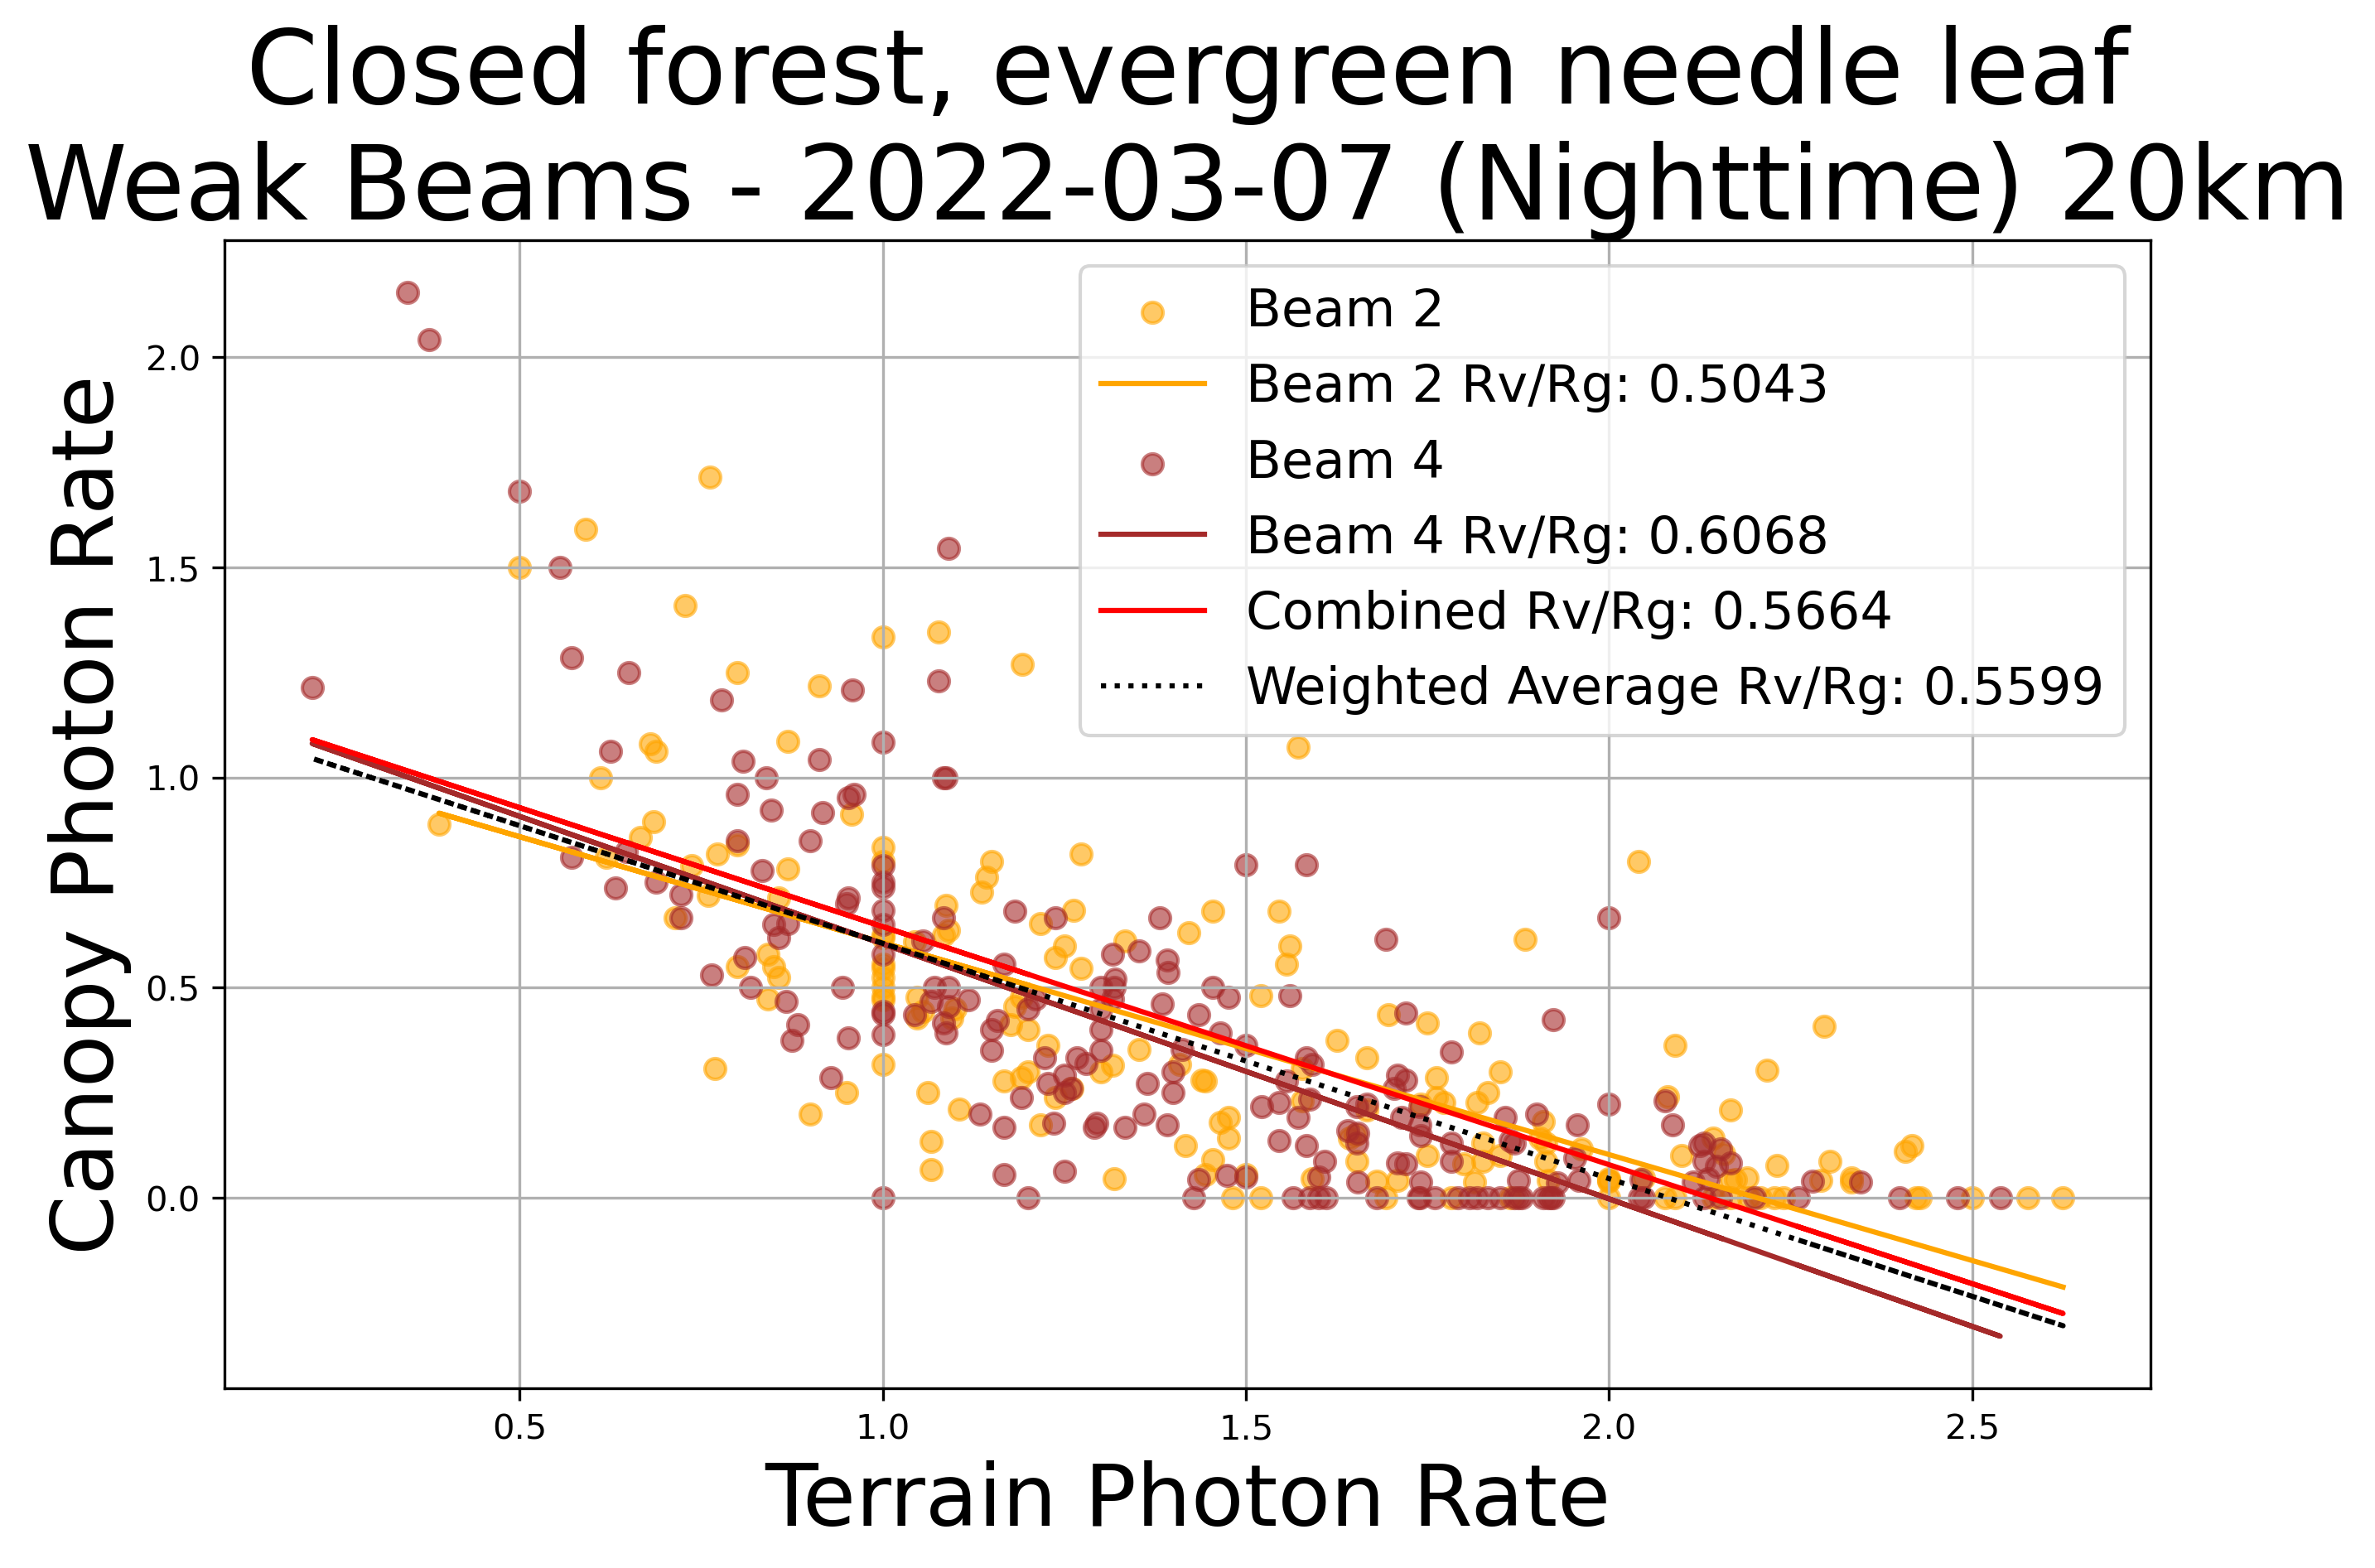 Closed forest, evergreen needle leaf
Weak Beams - 2022-03-07 (Nighttime) 20km
Beam 2
Beam 2 Rv/Rg: 0.5043
Beam 4
Beam 4 Rv/Rg: 0.6068
Combined Rv/Rg: 0.5664
Weighted Average Rv/Rg: 0.5599
Canopy Photon Rate
2.0
1.5
1.0
0.5
0.0
0.5
1.0
1.5
2.0
2.5
Terrain Photon Rate